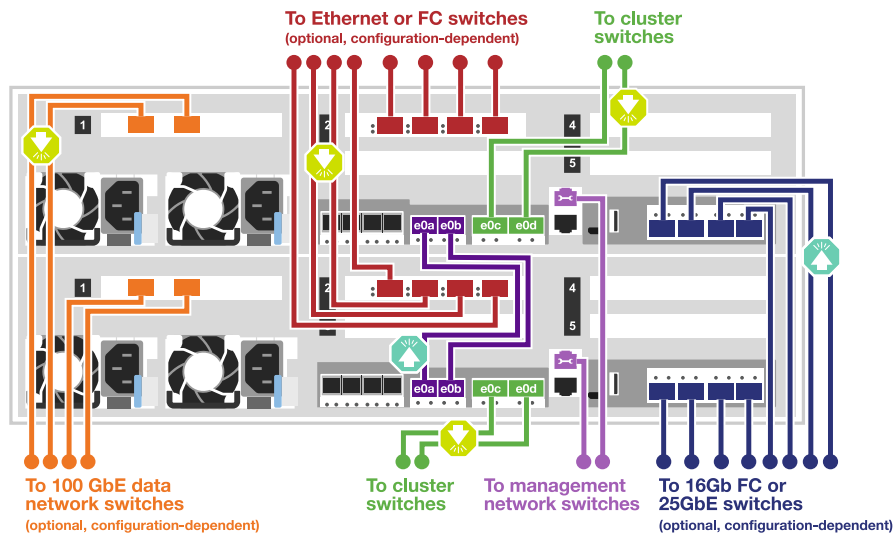 To Ethernet or FC switches
(optional, configuration-dependent)
To cluster
switches
1
2
4
5
e0a e0b
e0c e0d
1
2
4
5
e0a e0b
e0c e0d
To 100 GbE data
network switches
(optional, configuration-dependent)
To cluster
switches
To management
network switches
To 16Gb FC or
25GbE switches
(optional, configuration-dependent)